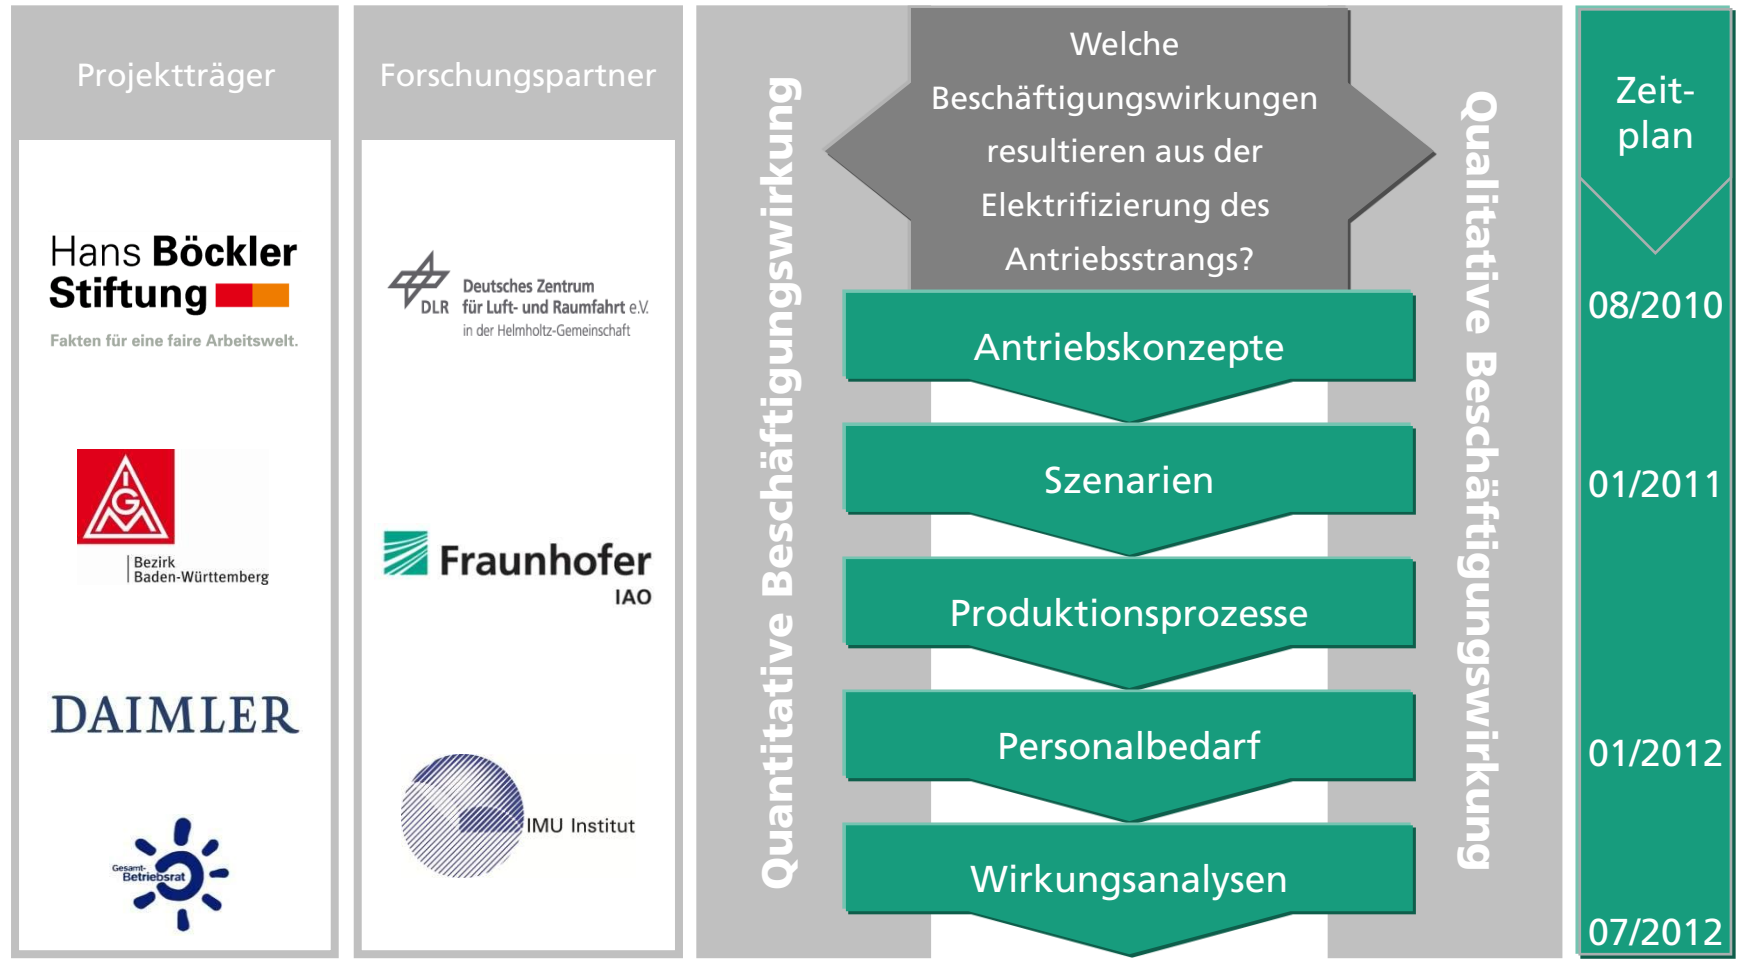 Projektträger
Hans Böckler
Stiftung
Fakten für eine faire Arbeitswelt.
IGM
Bezirk
Baden-Württemberg
DAIMLER
Gesamt-
Betriebsrat
Forschungspartner
DLR
Deutsches Zentrum
für Luft- und Raumfahrt e.V.
in der Helmholtz-Gemeinschaft
Fraunhofer
IAO
IMU Institut
Quantitative Beschäftigungswirkung
Welche
Beschäftigungswirkungen
resultieren aus der
Elektrifizierung des
Antriebsstrangs?
Antriebskonzepte
Szenarien
Produktionsprozesse
Personalbedarf
Wirkungsanalysen
Qualitative Beschäftigungswirkung
Zeit-
plan
08/2010
01/2011
01/2012
07/2012